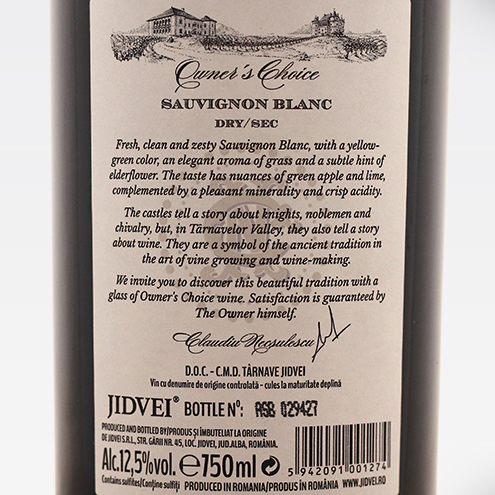 Owner's Choice
SAUVIGNON BLANC
DRY/SEC
Fresh, clean and zesty Sauvignon Blanc, with a yellow-
green color, an elegant aroma of grass and a subtle hint of
elderflower. The taste has nuances of green apple and lime,
complemented by a pleasant minerality and crisp acidity.
The castles tell a story about knights, noblemen and
chivalry, but, in Târnavelor Valley, they also tell a story
about wine. They are a symbol of the ancient tradition in
the art of vine growing and wine-making.
We invite you to discover this beautiful tradition with a
glass of Owner's Choice wine. Satisfaction is guaranteed by
The Owner himself.
Claudiu Necșulescu
D.O.C. - C.M.D. TÂRNAVE JIDVEI
Vin cu denumire de origine controlată - cules la maturitate deplină
JIDVEI® BOTTLE Nº: ASB 029427
PRODUCED AND BOTTLED BY/PRODUS ȘI ÎMBUTELIAT LA ORIGINE
DE JIDVEI S.R.L., STR. GĂRII NR. 45, LOC. JIDVEI, JUD. ALBA, ROMÂNIA.
Alc.12,5%vol. ℮750ml
Contains sulfites/Conține sulfiți
PRODUCED IN ROMANIA/PRODUS ÎN ROMÂNIA
5 942091 001274
WWW.JIDVEI.RO